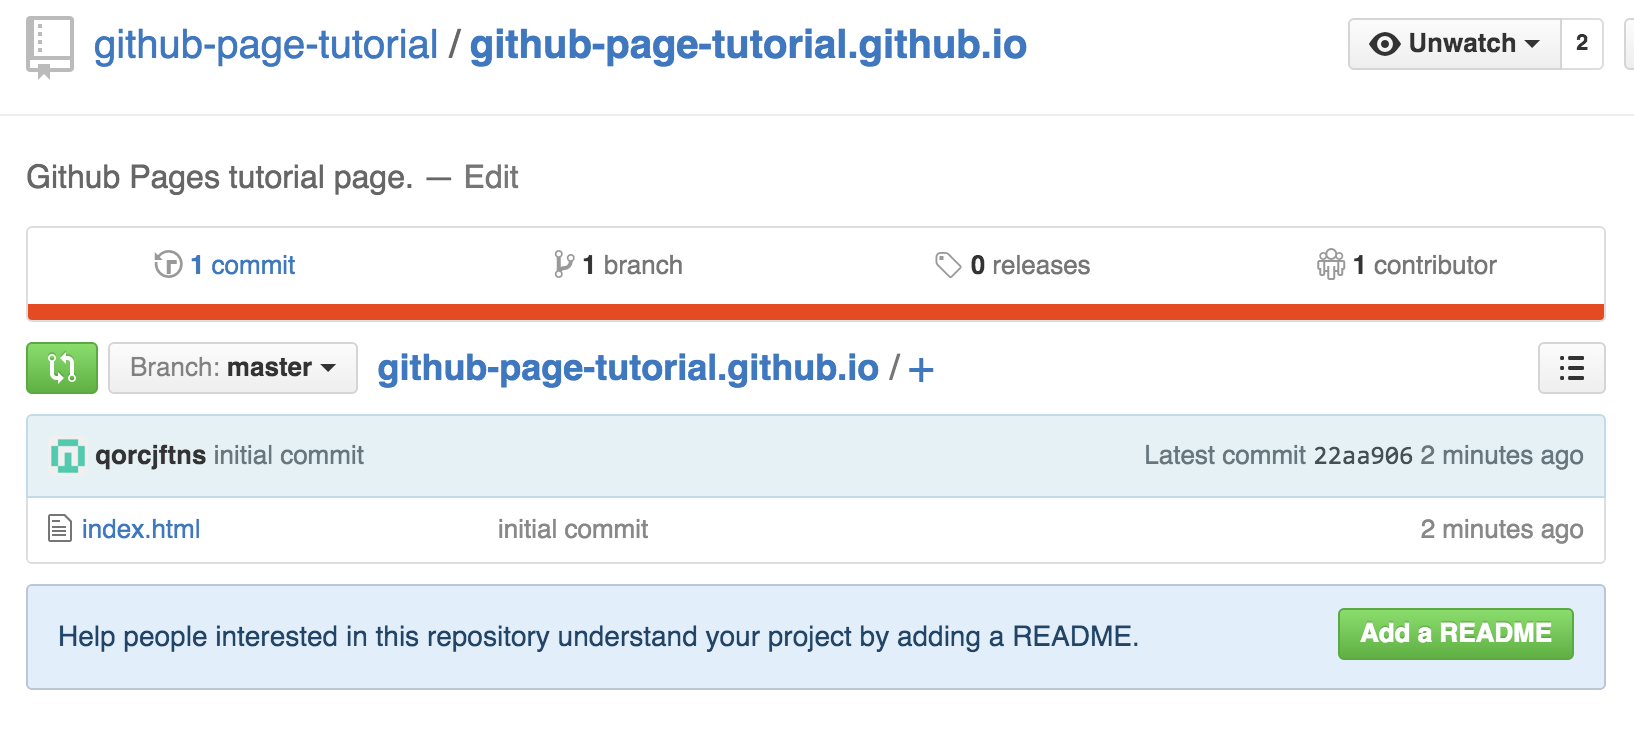 github-page-tutorial / github-page-tutorial.github.io Unwatch 2
Github Pages tutorial page. — Edit
1 commit 1 branch 0 releases 1 contributor
Branch: master github-page-tutorial.github.io / +
qorcjftns initial commit Latest commit 22aa906 2 minutes ago
index.html initial commit 2 minutes ago
Help people interested in this repository understand your project by adding a README. Add a README